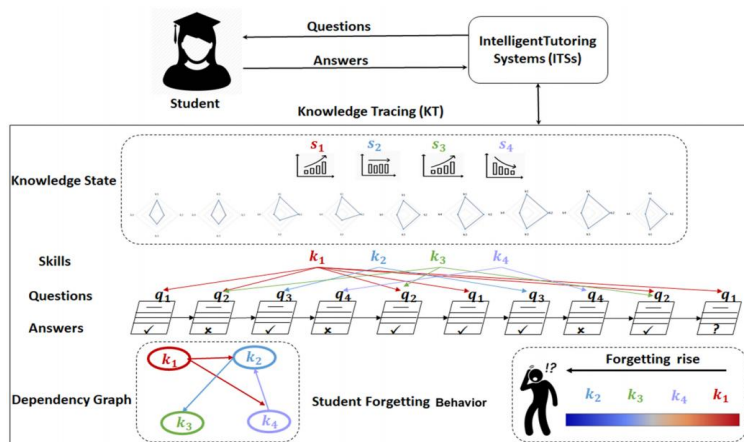 Questions
Answers
IntelligentTutoring
Systems (ITSs)
Student
Knowledge Tracing (KT)
s1 s2 s3 s4
Knowledge State
Skills k1 k2 k3 k4
Questions q1 q2 q3 q4 q2 q1 q3 q4 q2 q1
Answers ✓ × ✓ × ✓ ✓ ✓ × ✓ ?
k1 k2
k3 k4
Dependency Graph
Student Forgetting Behavior
!?
Forgetting rise
k2 k3 k4 k1